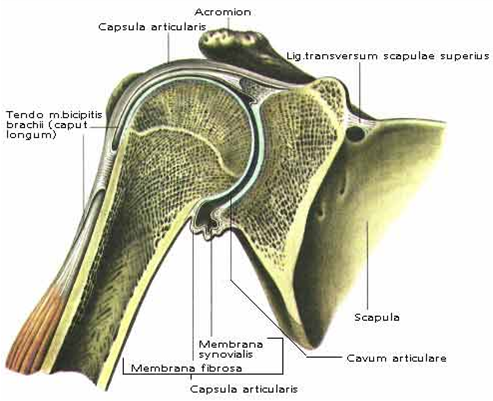 Acromion
Capsula articularis
Lig.transversum scapulae superius
Tendo m.bicipitis
brachii (caput
longum)
Scapula
Membrana
synovialis
Cavum articulare
Membrana fibrosa
Capsula articularis